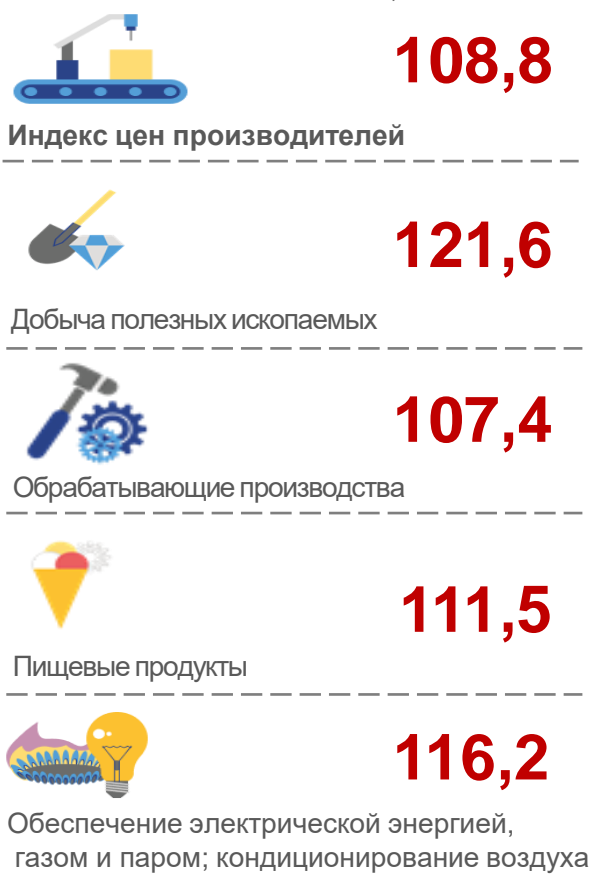 108,8
Индекс цен производителей
121,6
Добыча полезных ископаемых
107,4
Обрабатывающие производства
111,5
Пищевые продукты
116,2
Обеспечение электрической энергией,
газом и паром; кондиционирование воздуха